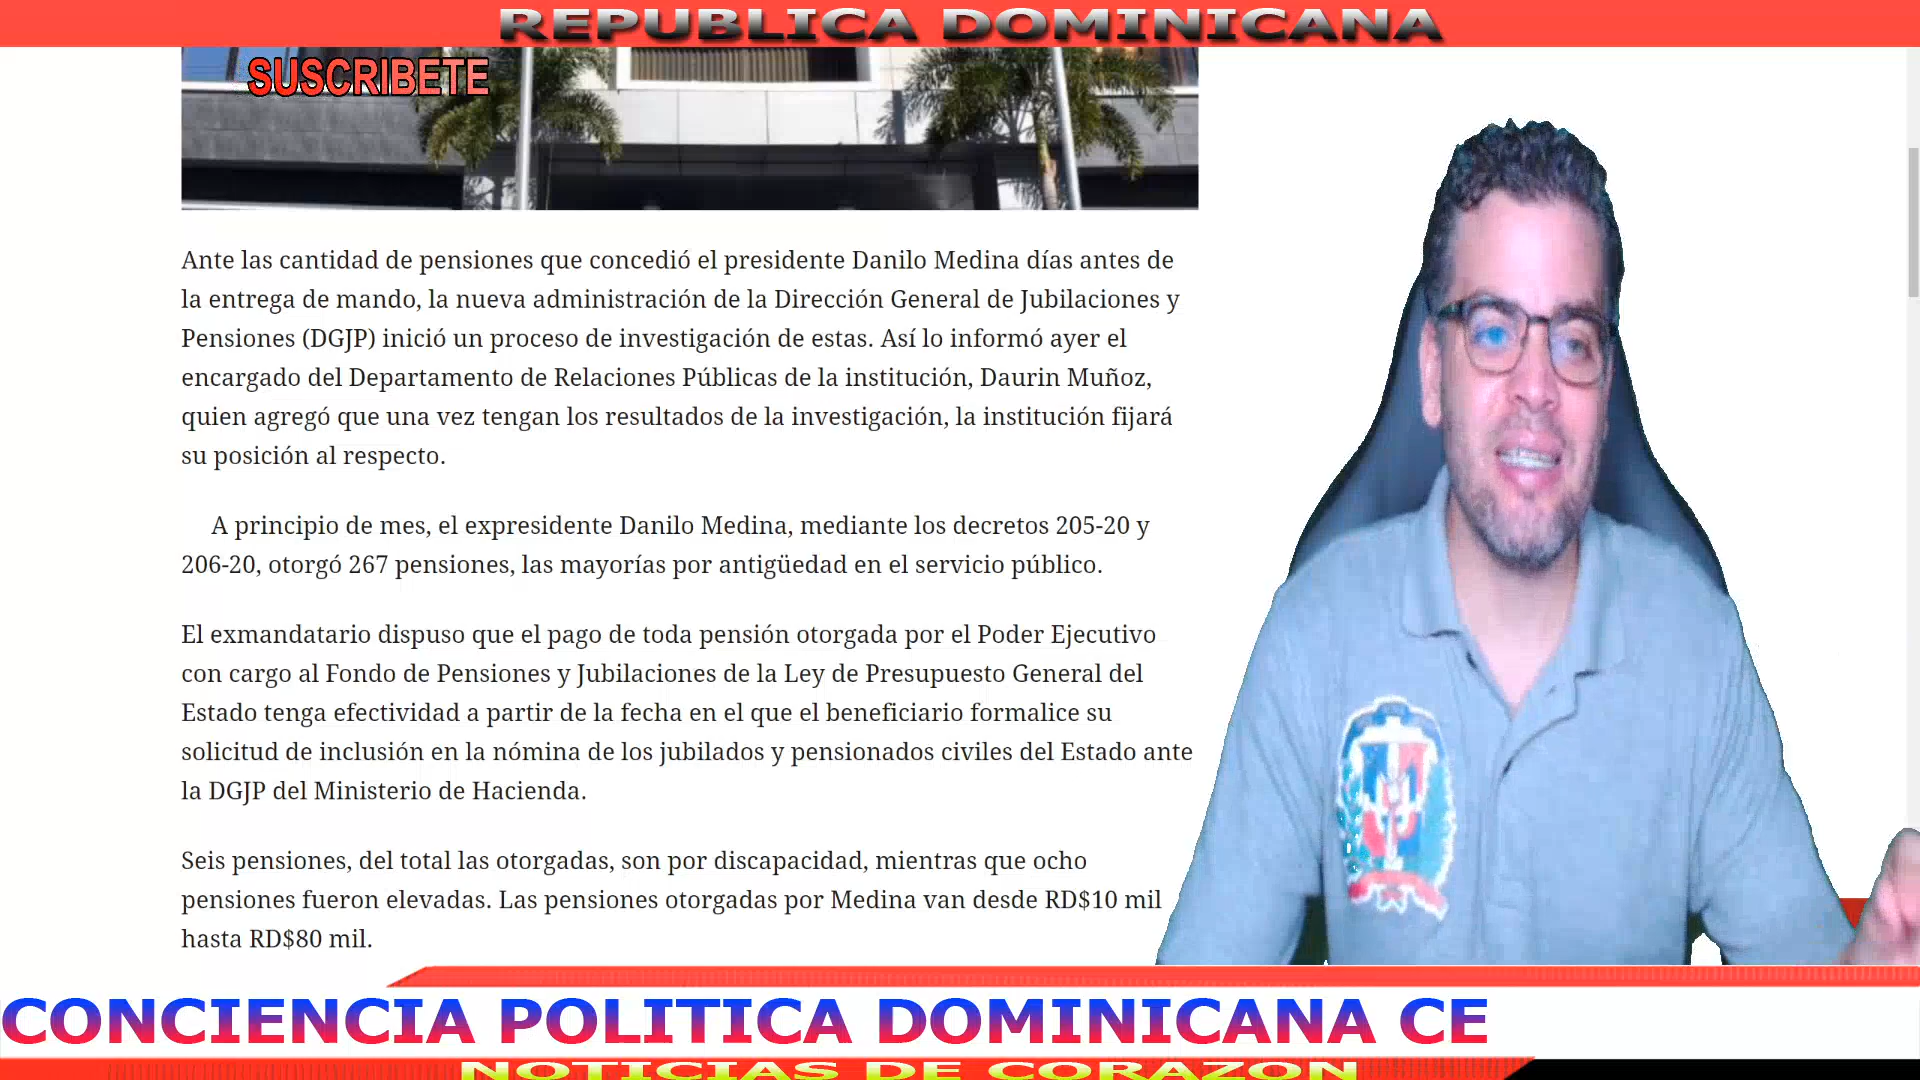 REPUBLICA DOMINICANA
SUSCRIBETE
Ante las cantidad de pensiones que concedió el presidente Danilo Medina días antes de
la entrega de mando, la nueva administración de la Dirección General de Jubilaciones y
Pensiones (DGJP) inició un proceso de investigación de estas. Así lo informó ayer el
encargado del Departamento de Relaciones Públicas de la institución, Daurin Muñoz,
quien agregó que una vez tengan los resultados de la investigación, la institución fijará
su posición al respecto.
A principio de mes, el expresidente Danilo Medina, mediante los decretos 205-20 y
206-20, otorgó 267 pensiones, las mayorías por antigüedad en el servicio público.
El exmandatario dispuso que el pago de toda pensión otorgada por el Poder Ejecutivo
con cargo al Fondo de Pensiones y Jubilaciones de la Ley de Presupuesto General del
Estado tenga efectividad a partir de la fecha en el que el beneficiario formalice su
solicitud de inclusión en la nómina de los jubilados y pensionados civiles del Estado ante
la DGJP del Ministerio de Hacienda.
Seis pensiones, del total las otorgadas, son por discapacidad, mientras que ocho
pensiones fueron elevadas. Las pensiones otorgadas por Medina van desde RD$10 mil
hasta RD$80 mil.
CONCIENCIA POLITICA DOMINICANA CE
NOTICIAS DE CORAZON